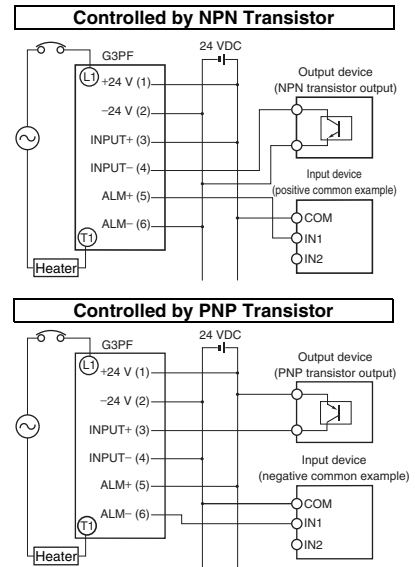 Controlled by NPN Transistor
24 VDC
G3PF
L1
+24 V (1)
−24 V (2)
INPUT+ (3)
INPUT− (4)
ALM+ (5)
ALM− (6)
T1
Heater
Output device
(NPN transistor output)
Input device
(positive common example)
COM
IN1
IN2
Controlled by PNP Transistor
24 VDC
G3PF
L1
+24 V (1)
−24 V (2)
INPUT+ (3)
INPUT− (4)
ALM+ (5)
ALM− (6)
T1
Heater
Output device
(PNP transistor output)
Input device
(negative common example)
COM
IN1
IN2